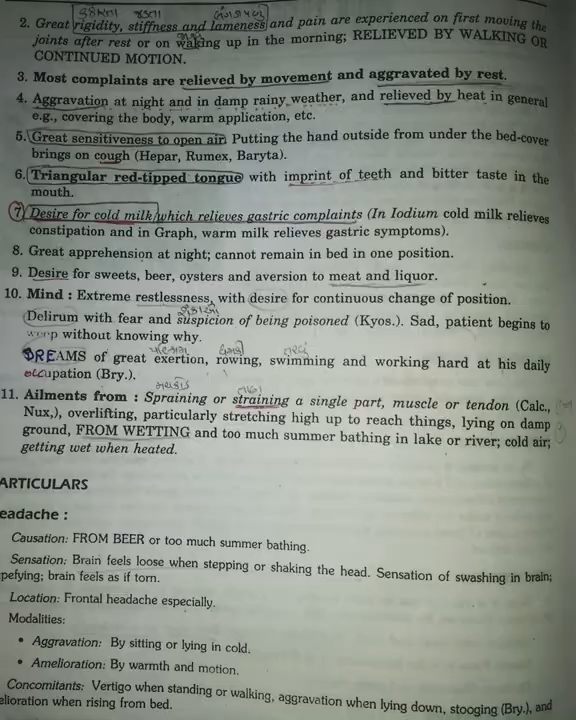 2. Great rigidity, stiffness and lameness and pain are experienced on first moving the
joints after rest or on waking up in the morning; RELIEVED BY WALKING OR
CONTINUED MOTION.
3. Most complaints are relieved by movement and aggravated by rest.
4. Aggravation at night and in damp rainy weather, and relieved by heat in general
e.g., covering the body, warm application, etc.
5. Great sensitiveness to open air. Putting the hand outside from under the bed-cover
brings on cough (Hepar, Rumex, Baryta).
6. Triangular red-tipped tongue with imprint of teeth and bitter taste in the
mouth.
7. Desire for cold milk which relieves gastric complaints (In Iodium cold milk relieves
constipation and in Graph, warm milk relieves gastric symptoms).
8. Great apprehension at night; cannot remain in bed in one position.
9. Desire for sweets, beer, oysters and aversion to meat and liquor.
10. Mind : Extreme restlessness, with desire for continuous change of position.
Delirum with fear and suspicion of being poisoned (Kyos.). Sad, patient begins to
weep without knowing why.
DREAMS of great exertion, rowing, swimming and working hard at his daily
occupation (Bry.).
11. Ailments from : Spraining or straining a single part, muscle or tendon (Calc.,
Nux,), overlifting, particularly stretching high up to reach things, lying on damp
ground, FROM WETTING and too much summer bathing in lake or river; cold air;
getting wet when heated.
ARTICULARS
eadache :
Causation: FROM BEER or too much summer bathing.
Sensation: Brain feels loose when stepping or shaking the head. Sensation of swashing in brain;
pefying; brain feels as if torn.
Location: Frontal headache especially.
Modalities:
• Aggravation: By sitting or lying in cold.
• Amelioration: By warmth and motion.
Concomitants: Vertigo when standing or walking, aggravation when lying down, stooging (Bry.), and
elioration when rising from bed.